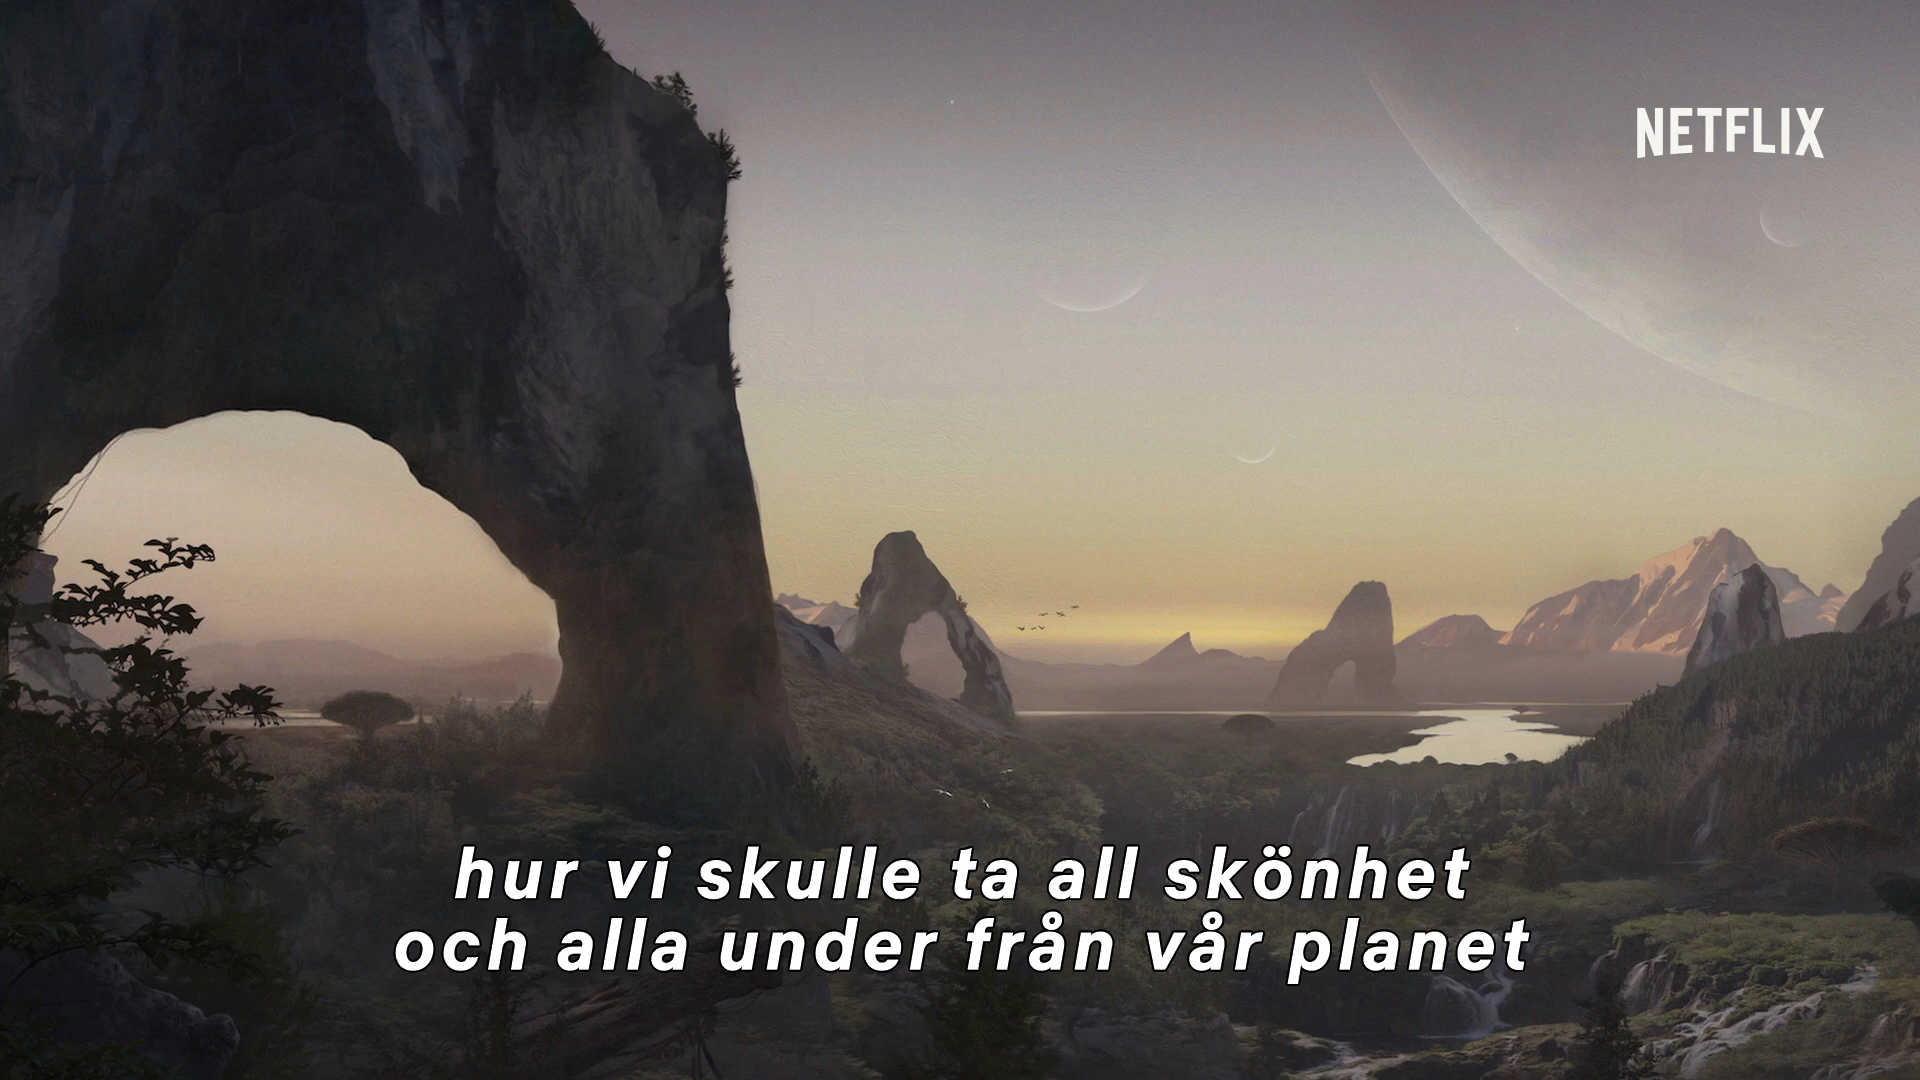 NETFLIX
hur vi skulle ta all skönhet
och alla under från vår planet